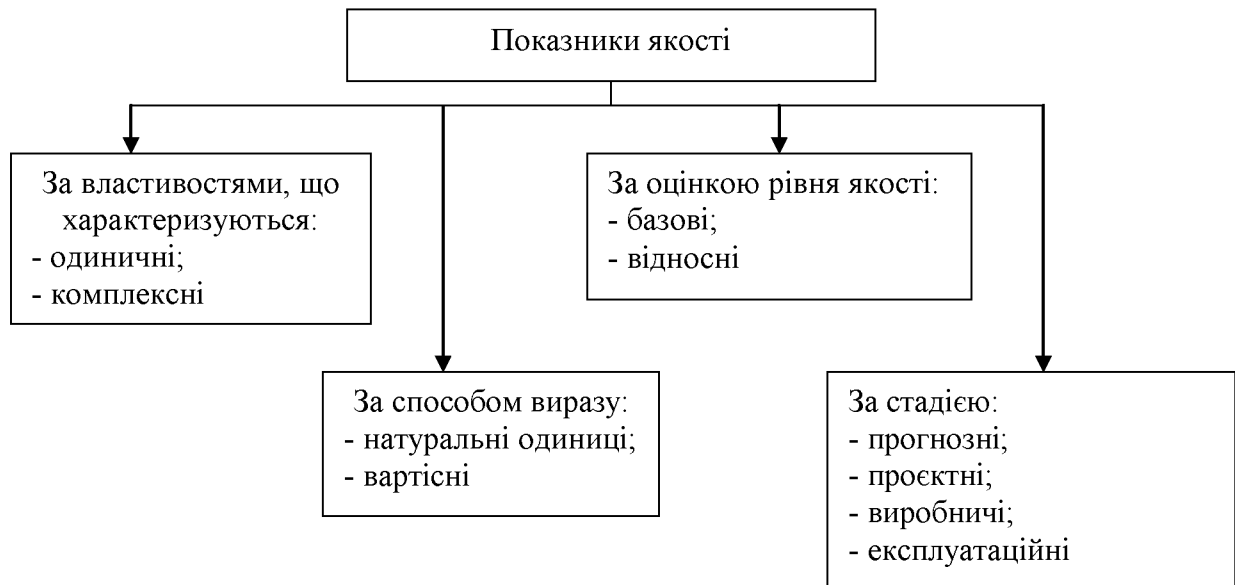 Показники якості
За властивостями, що
характеризуються:
- одиничні;
- комплексні
За оцінкою рівня якості:
- базові;
- відносні
За способом виразу:
- натуральні одиниці;
- вартісні
За стадією:
- прогнозні;
- проєктні;
- виробничі;
- експлуатаційні